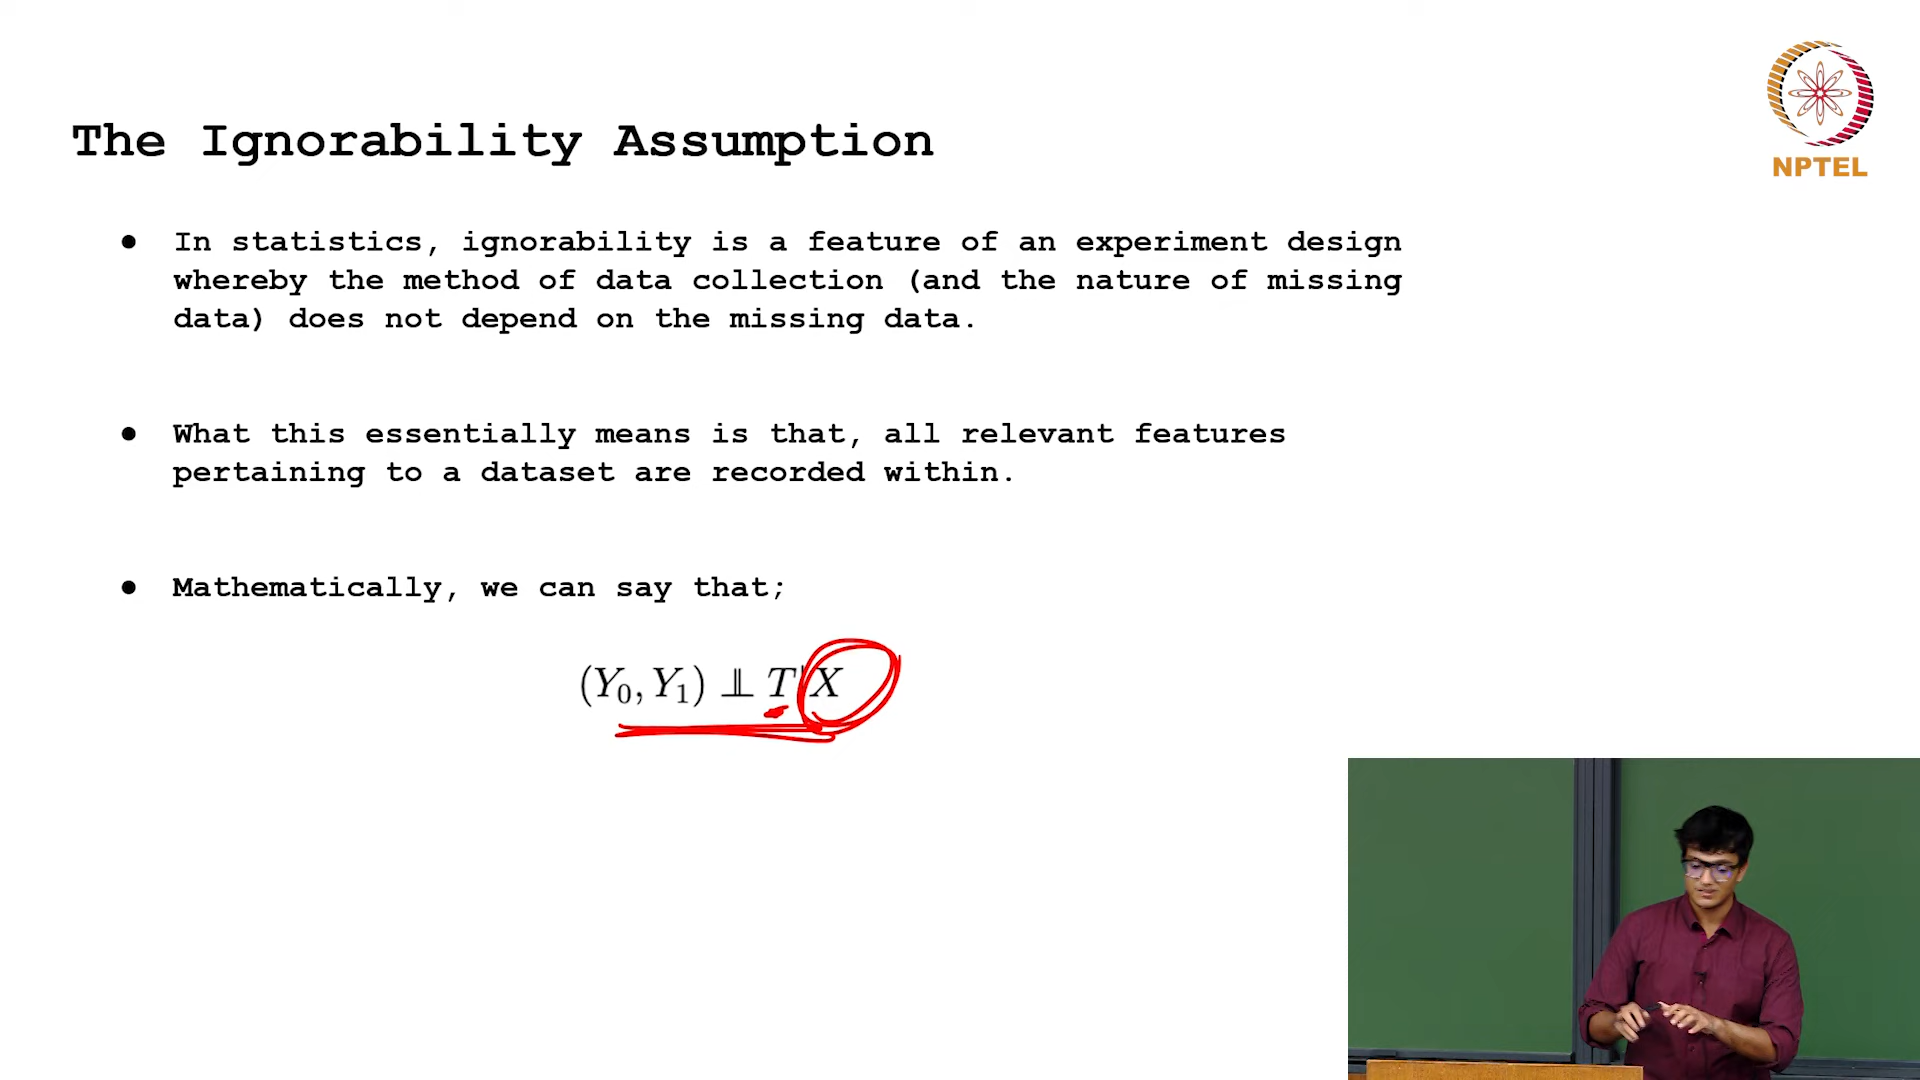 The Ignorability Assumption
NPTEL
● In statistics, ignorability is a feature of an experiment design
whereby the method of data collection (and the nature of missing
data) does not depend on the missing data.
● What this essentially means is that, all relevant features
pertaining to a dataset are recorded within.
● Mathematically, we can say that;
(Y₀, Y₁) ⫫ T|X